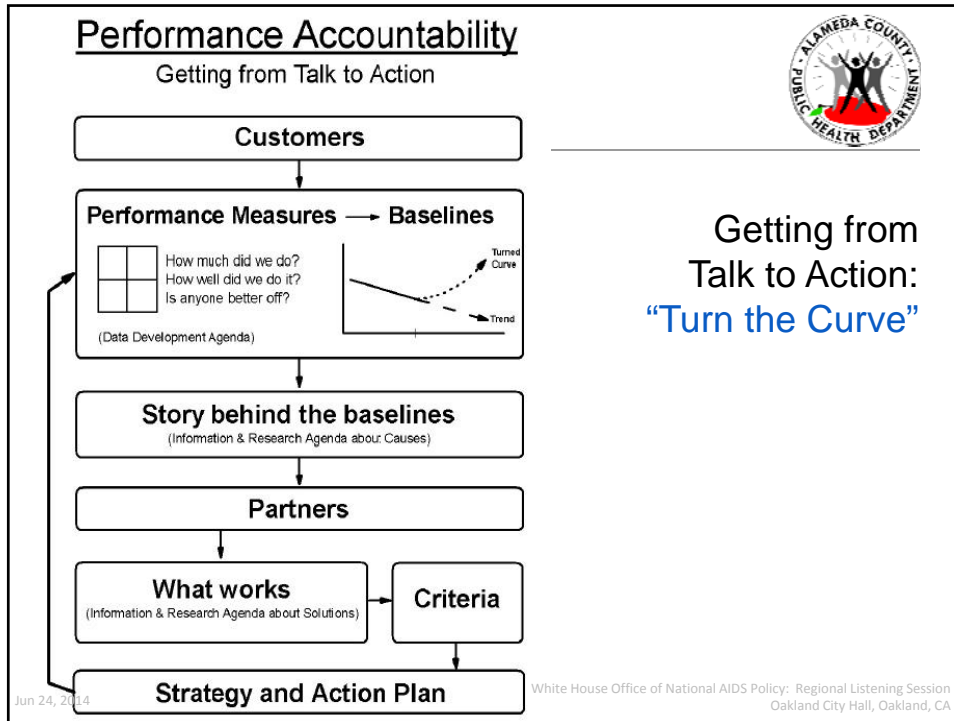 Performance Accountability
Getting from Talk to Action
Customers
Performance Measures → Baselines
How much did we do?
How well did we do it?
Is anyone better off?
(Data Development Agenda)
Turned
Curve
Trend
Story behind the baselines
(Information & Research Agenda about Causes)
Partners
What works
(Information & Research Agenda about Solutions)
Criteria
Strategy and Action Plan
ALAMEDA COUNTY
PUBLIC HEALTH DEPARTMENT
Getting from
Talk to Action:
“Turn the Curve”
Jun 24, 2014
White House Office of National AIDS Policy: Regional Listening Session
Oakland City Hall, Oakland, CA